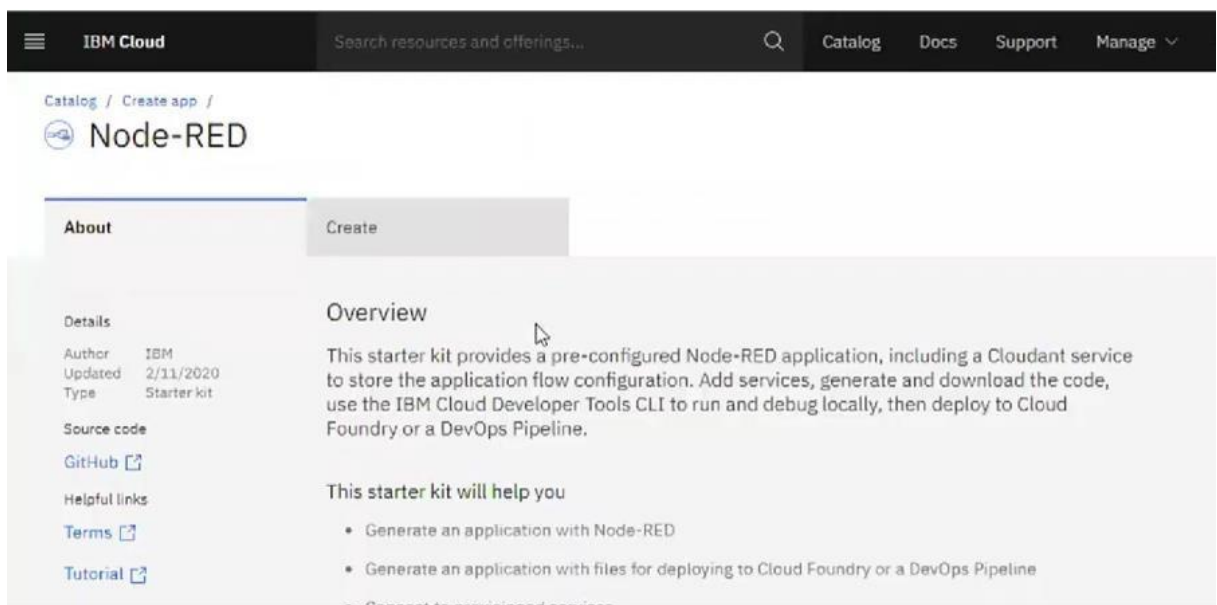 IBM Cloud
Search resources and offerings...
Catalog
Docs
Support
Manage
Catalog / Create app /
Node-RED
About
Create
Details
Author IBM
Updated 2/11/2020
Type Starter kit
Source code
GitHub
Helpful links
Terms
Tutorial
Overview
This starter kit provides a pre-configured Node-RED application, including a Cloudant service
to store the application flow configuration. Add services, generate and download the code,
use the IBM Cloud Developer Tools CLI to run and debug locally, then deploy to Cloud
Foundry or a DevOps Pipeline.
This starter kit will help you
• Generate an application with Node-RED
• Generate an application with files for deploying to Cloud Foundry or a DevOps Pipeline